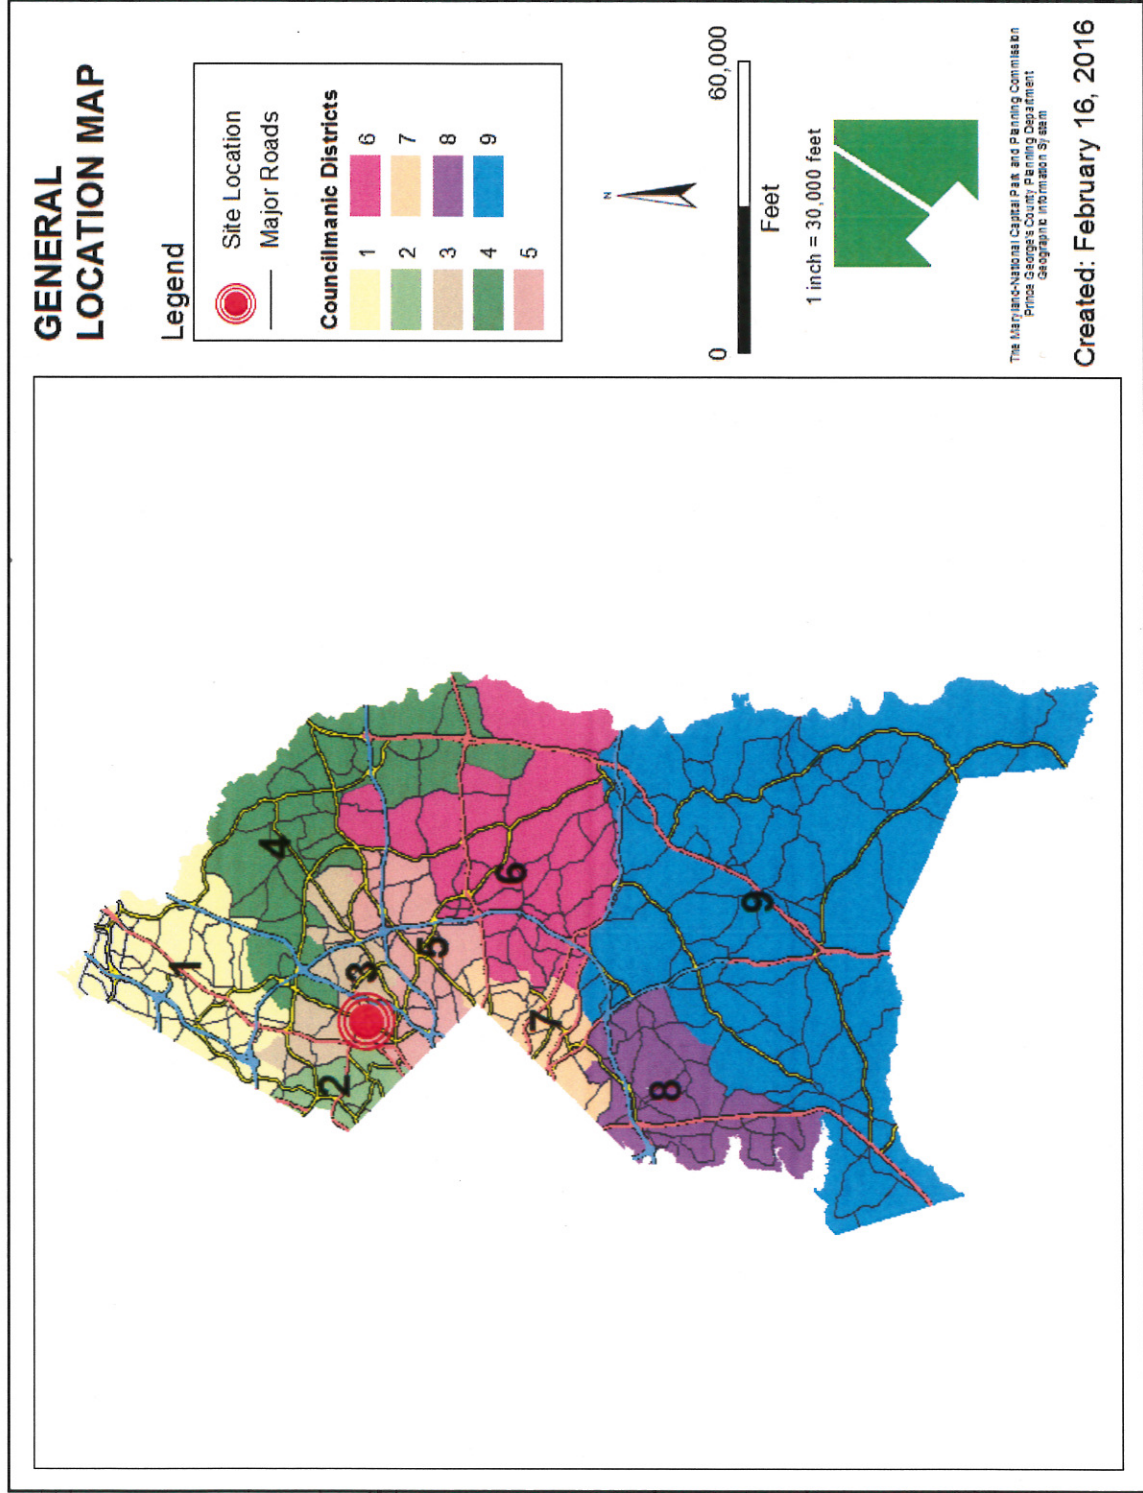 GENERAL
LOCATION MAP
Legend
Site Location
Major Roads
Councilmanic Districts
1
2
3
4
5
6
7
8
9
1
2
3
4
5
6
7
8
9
N
0
60,000
Feet
1 inch = 30,000 feet
The Maryland-National Capital Park and Planning Commission
Prince George's County Planning Department
Geographic Information System
Created: February 16, 2016